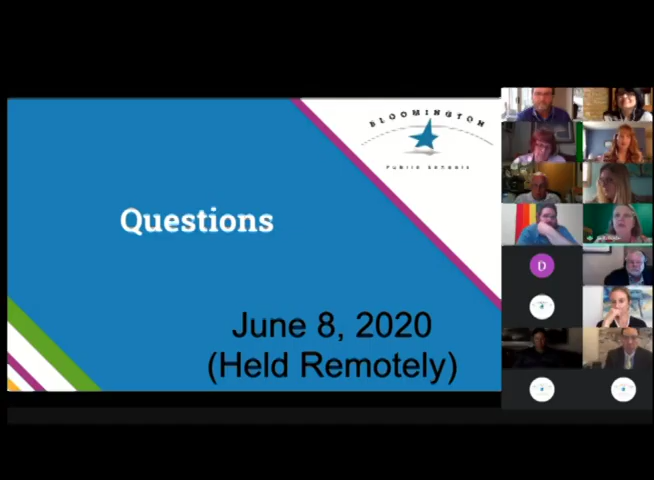 BLOOMINGTON
PUBLIC SCHOOLS
Questions
June 8, 2020
(Held Remotely)
D